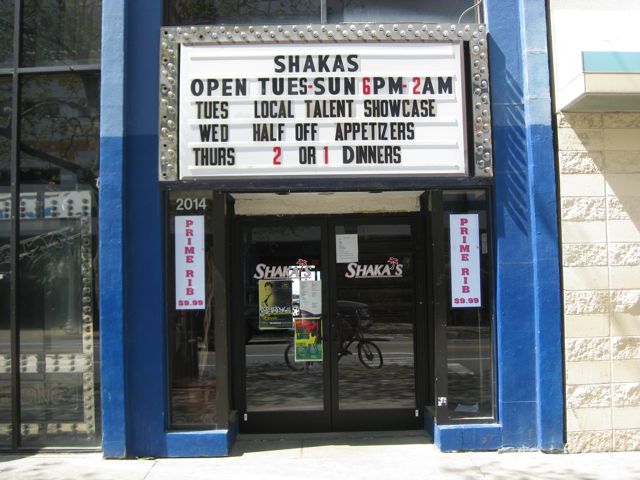 SHAKAS
OPEN TUES-SUN 6PM-2AM
TUES LOCAL TALENT SHOWCASE
WED HALF OFF APPETIZERS
THURS 2 OR 1 DINNERS
2014
PRIME RIB
$9.99
SHAKA'S
SHAKA'S
PRIME RIB
$9.99